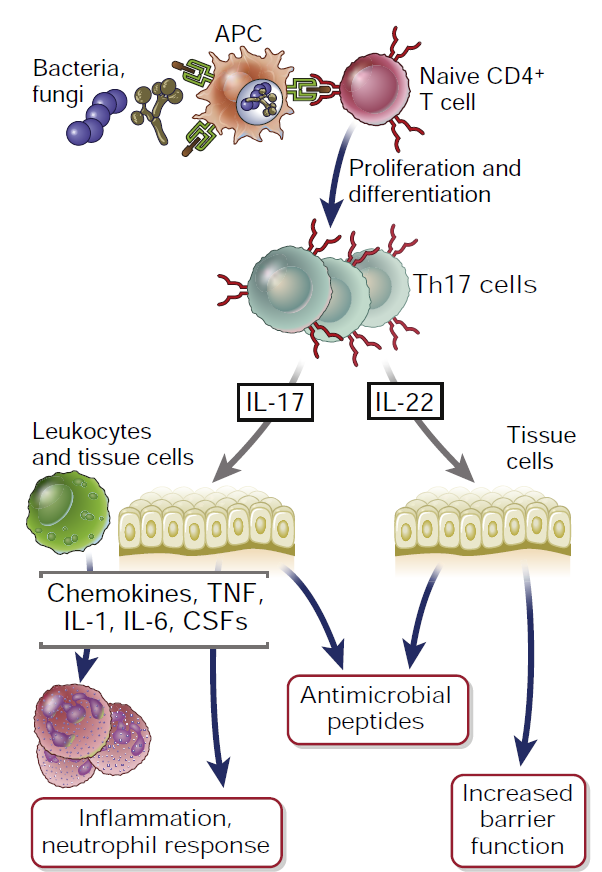 APC
Bacteria,
fungi
Naive CD4+
T cell
Proliferation and
differentiation
Th17 cells
IL-17
IL-22
Leukocytes
and tissue cells
Tissue
cells
Chemokines, TNF,
IL-1, IL-6, CSFs
Antimicrobial
peptides
Inflammation,
neutrophil response
Increased
barrier
function